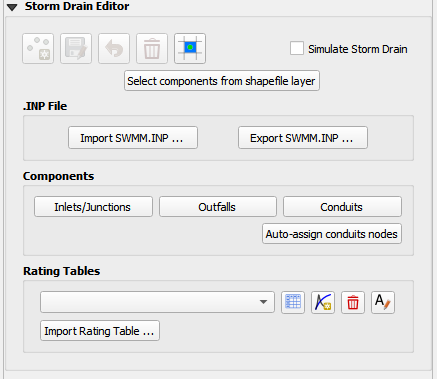 Storm Drain Editor
Simulate Storm Drain
Select components from shapefile layer
.INP File
Import SWMM.INP ...
Export SWMM.INP ...
Components
Inlets/Junctions
Outfalls
Conduits
Auto-assign conduits nodes
Rating Tables
Import Rating Table ...